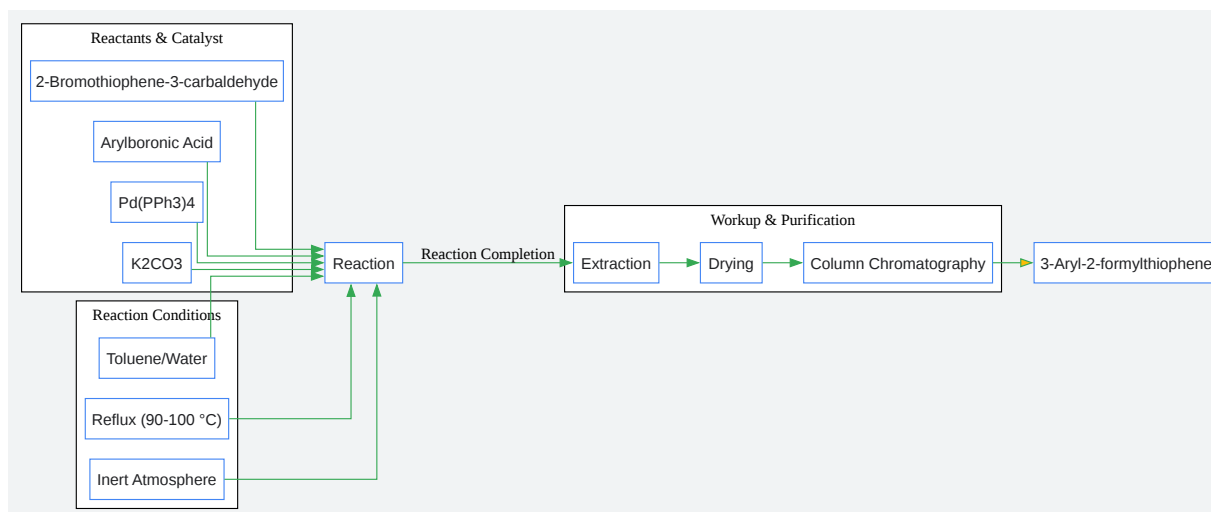 Reactants & Catalyst
2-Bromothiophene-3-carbaldehyde
Arylboronic Acid
Pd(PPh3)4
K2CO3
Reaction Conditions
Toluene/Water
Reflux (90-100 °C)
Inert Atmosphere
Reaction
Reaction Completion
Workup & Purification
Extraction
Drying
Column Chromatography
3-Aryl-2-formylthiophene